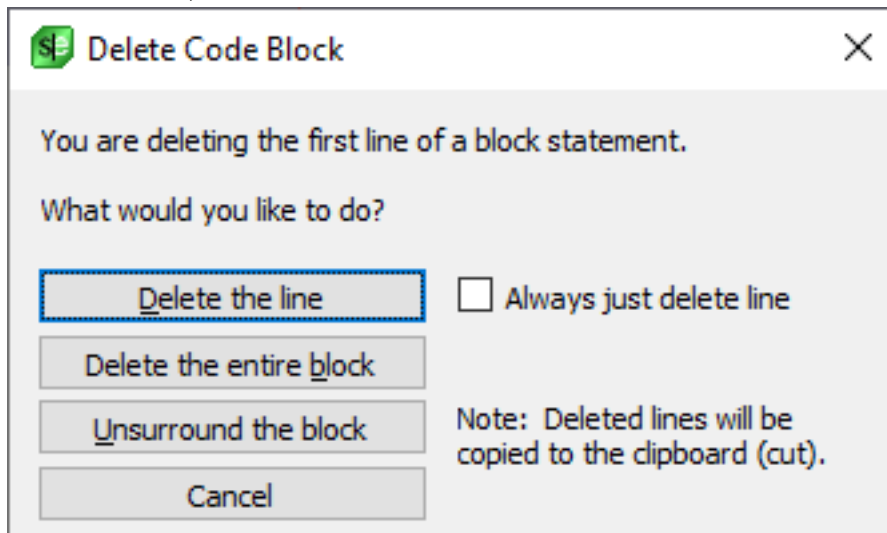 Delete Code Block
You are deleting the first line of a block statement.
What would you like to do?
Delete the line
Always just delete line
Delete the entire block
Unsurround the block
Note: Deleted lines will be
copied to the clipboard (cut).
Cancel